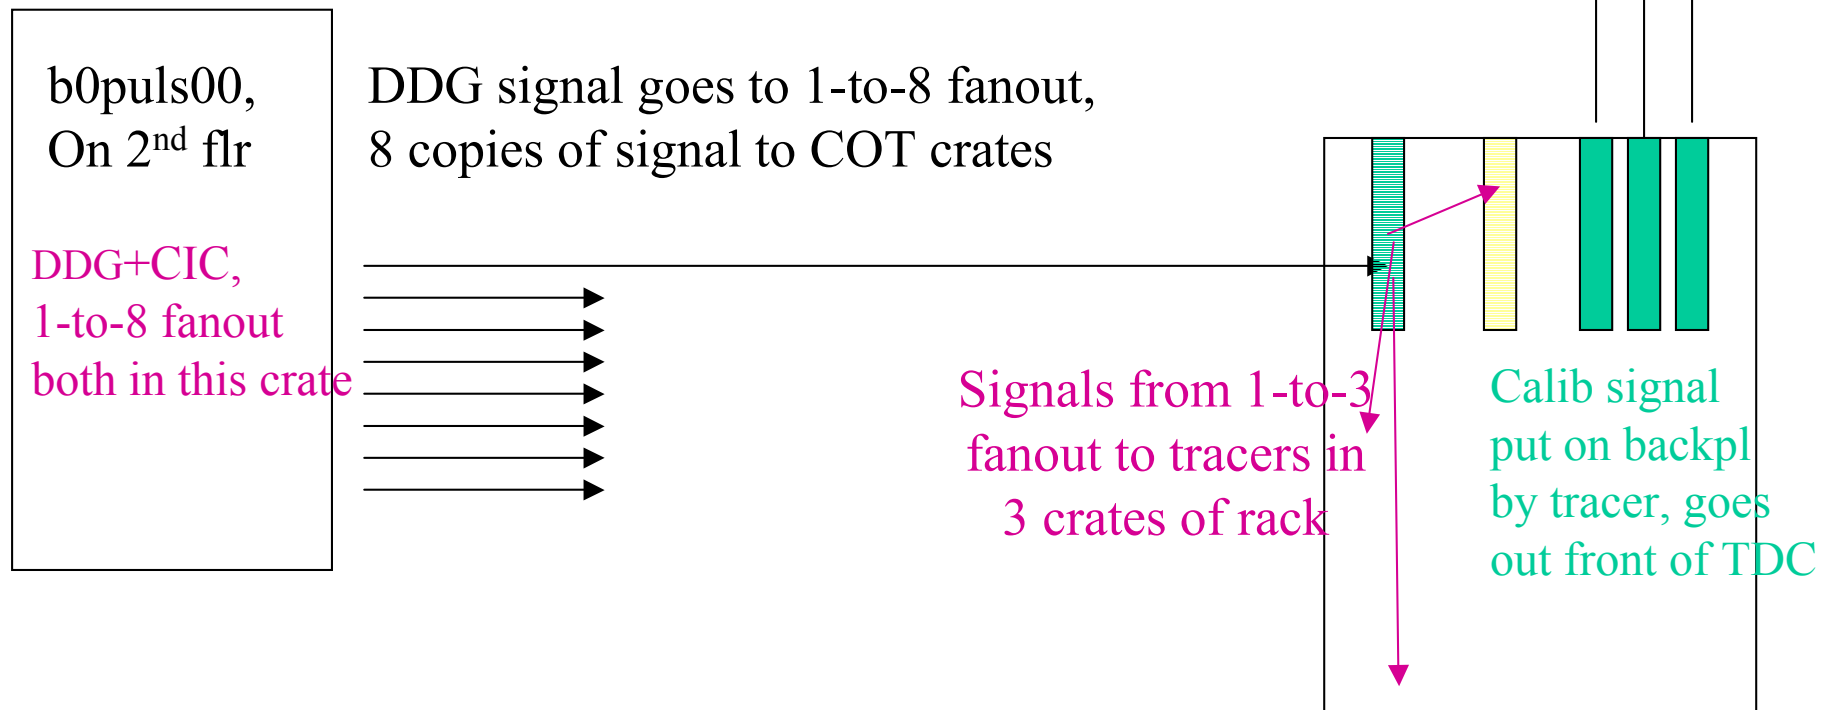 b0puls00,
On 2nd flr
DDG+CIC,
1-to-8 fanout
both in this crate
DDG signal goes to 1-to-8 fanout,
8 copies of signal to COT crates
Signals from 1-to-3
fanout to tracers in
3 crates of rack
Calib signal
put on backpl
by tracer, goes
out front of TDC